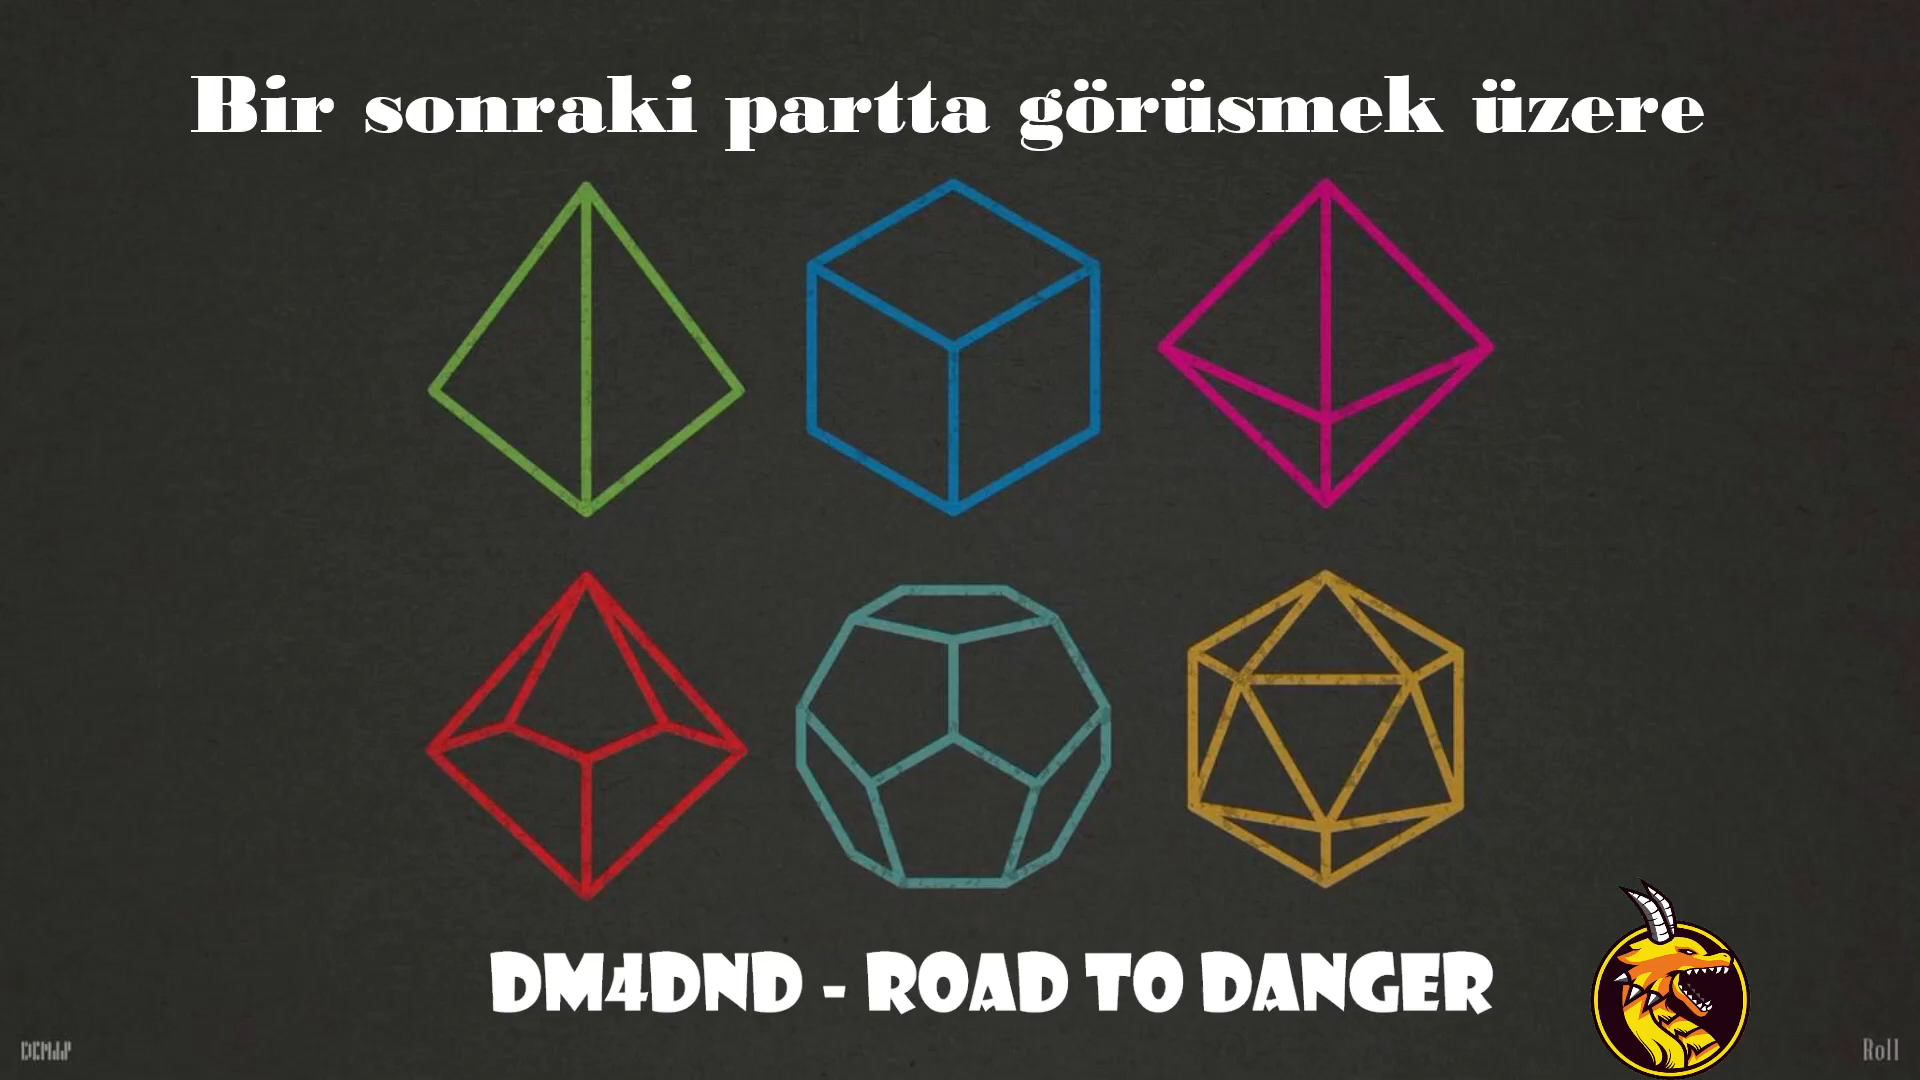 Bir sonraki partta görüsmek üzere
DM4DND - ROAD TO DANGER
Roll